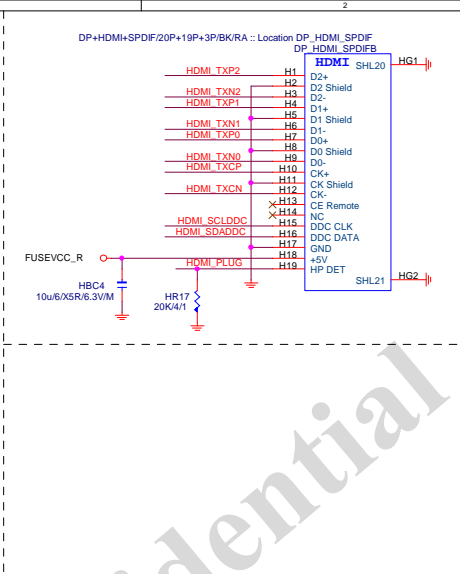 2
DP+HDMI+SPDIF/20P+19P+3P/BK/RA :: Location DP_HDMI_SPDIF
DP_HDMI_SPDIFB
HDMI SHL20 HG1
HDMI_TXP2 H1 D2+
H2 D2 Shield
HDMI_TXN2 H3 D2-
HDMI_TXP1 H4 D1+
H5 D1 Shield
HDMI_TXN1 H6 D1-
HDMI_TXP0 H7 D0+
H8 D0 Shield
HDMI_TXN0 H9 D0-
HDMI_TXCP H10 CK+
H11 CK Shield
HDMI_TXCN H12 CK-
H13 CE Remote
H14 NC
HDMI_SCLDDC H15 DDC CLK
HDMI_SDADDC H16 DDC DATA
H17 GND
FUSEVCC_R H18 +5V
HDMI_PLUG H19 HP DET
SHL21 HG2
HBC4
10u/6/X5R/6.3V/M
HR17
20K/4/1
idential